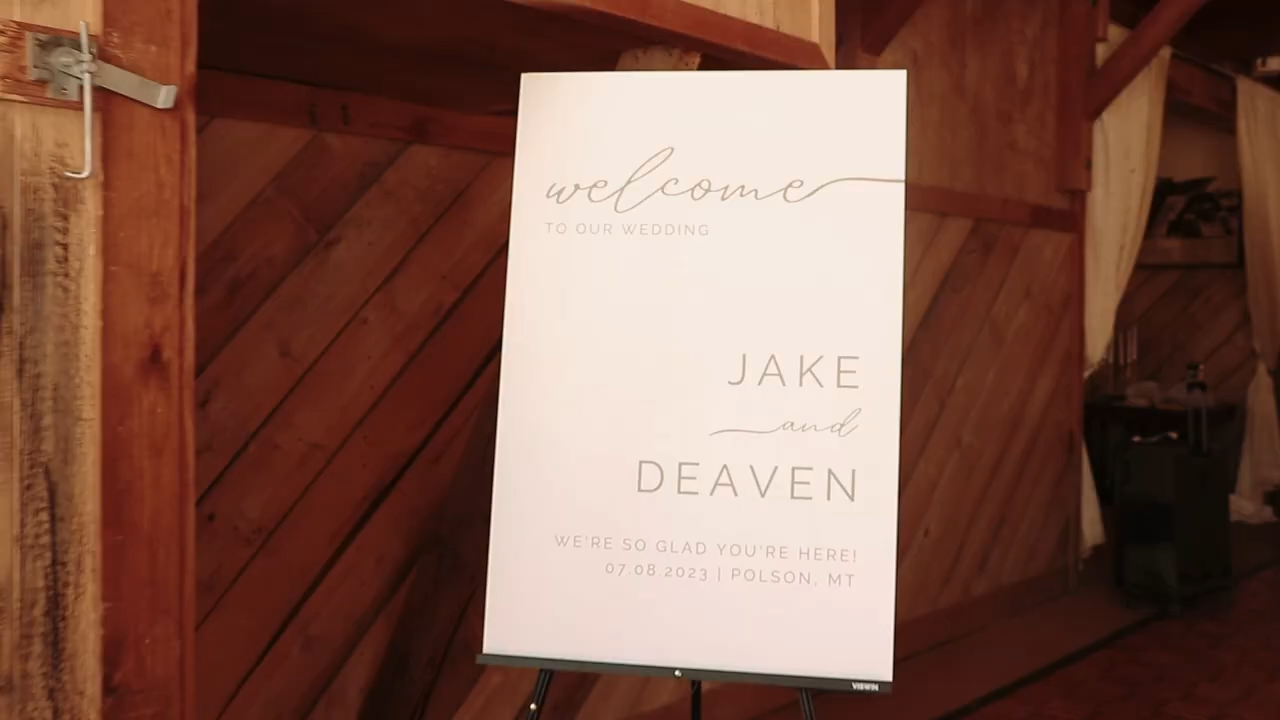 welcome
TO OUR WEDDING
JAKE
and
DEAVEN
WE'RE SO GLAD YOU'RE HERE!
07.08.2023 | POLSON, MT
VISWIN